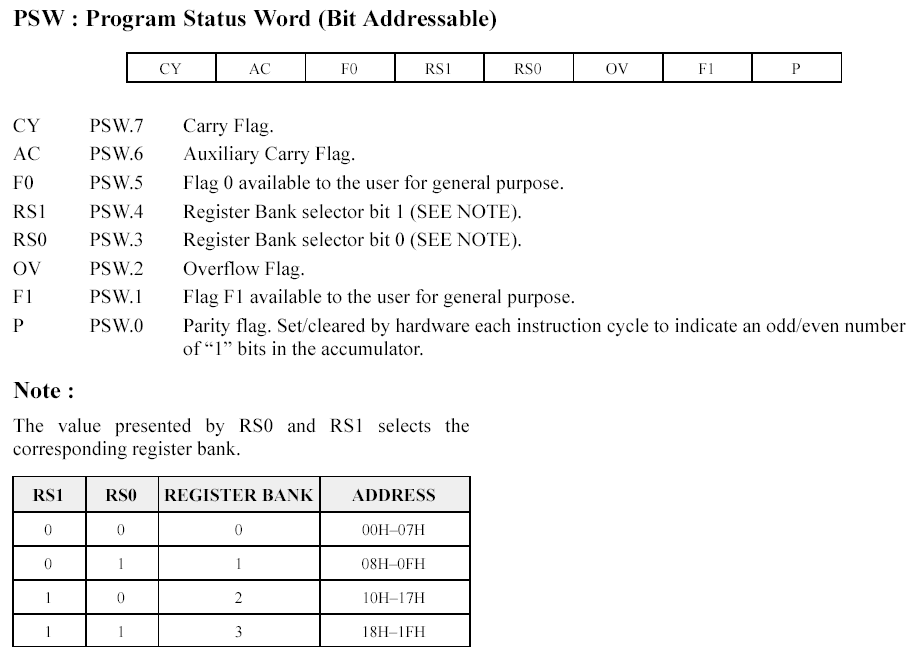 PSW : Program Status Word (Bit Addressable)
CY AC F0 RS1 RS0 OV F1 P
CY PSW.7 Carry Flag.
AC PSW.6 Auxiliary Carry Flag.
F0 PSW.5 Flag 0 available to the user for general purpose.
RS1 PSW.4 Register Bank selector bit 1 (SEE NOTE).
RS0 PSW.3 Register Bank selector bit 0 (SEE NOTE).
OV PSW.2 Overflow Flag.
F1 PSW.1 Flag F1 available to the user for general purpose.
P PSW.0 Parity flag. Set/cleared by hardware each instruction cycle to indicate an odd/even number
of “1” bits in the accumulator.
Note :
The value presented by RS0 and RS1 selects the
corresponding register bank.
RS1 RS0 REGISTER BANK ADDRESS
0 0 0 00H–07H
0 1 1 08H–0FH
1 0 2 10H–17H
1 1 3 18H–1FH